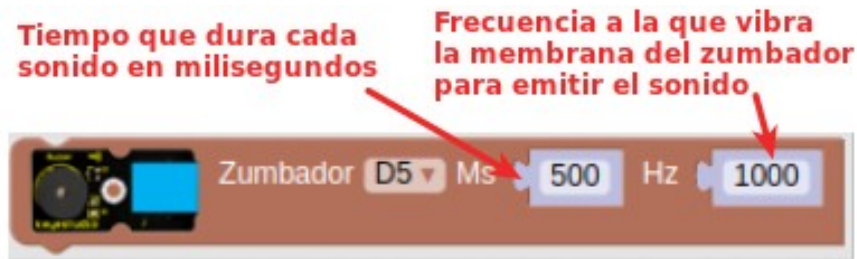 Tiempo que dura cada
sonido en milisegundos
Frecuencia a la que vibra
la membrana del zumbador
para emitir el sonido
Zumbador D5 Ms 500 Hz 1000